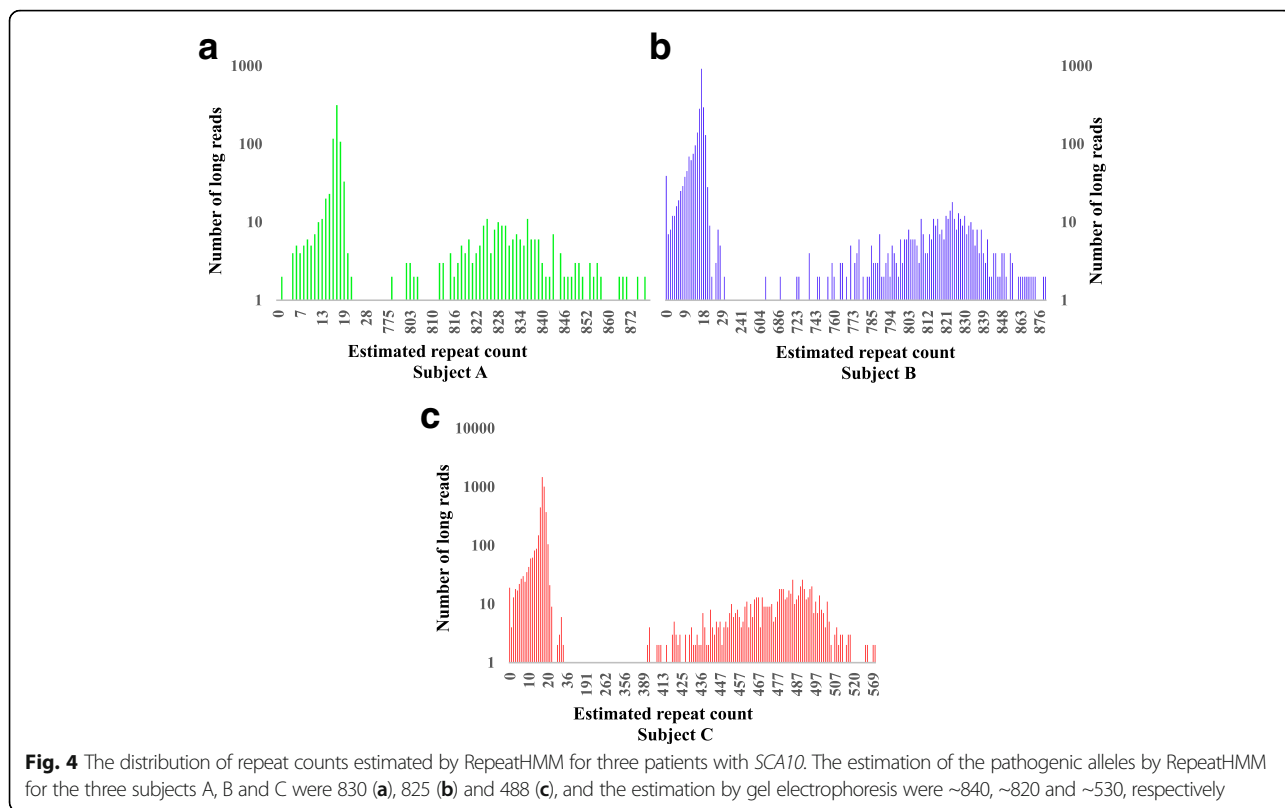 a
1000
100
10
1
Number of long reads
0 7 13 19 28 775 803 810 816 822 828 834 840 846 852 860 872
Estimated repeat count
Subject A
b
1000
100
10
1
Number of long reads
0 9 18 29 241 604 686 723 743 760 773 785 794 803 812 821 830 839 848 863 876
Estimated repeat count
Subject B
c
10000
1000
100
10
1
Number of long reads
0 10 20 36 191 262 356 389 413 425 436 447 457 467 477 487 497 507 520 569
Estimated repeat count
Subject C
Fig. 4 The distribution of repeat counts estimated by RepeatHMM for three patients with SCA10. The estimation of the pathogenic alleles by RepeatHMM
for the three subjects A, B and C were 830 (a), 825 (b) and 488 (c), and the estimation by gel electrophoresis were ~840, ~820 and ~530, respectively